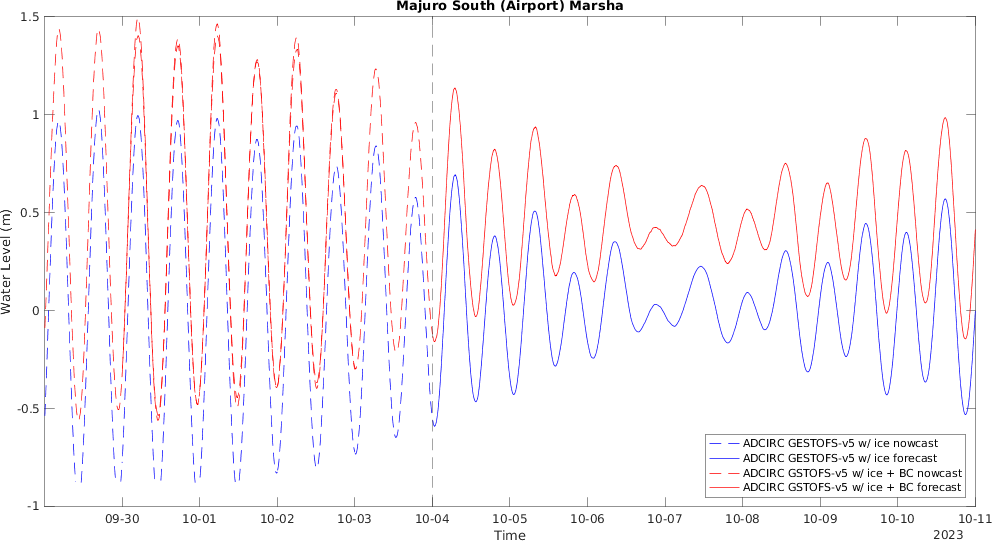 Majuro South (Airport) Marsha
1.5
1
0.5
0
-0.5
-1
Water Level (m)
09-30 10-01 10-02 10-03 10-04 10-05 10-06 10-07 10-08 10-09 10-10 10-11
Time
2023
ADCIRC GESTOFS-v5 w/ ice nowcast
ADCIRC GESTOFS-v5 w/ ice forecast
ADCIRC GSTOFS-v5 w/ ice + BC nowcast
ADCIRC GSTOFS-v5 w/ ice + BC forecast